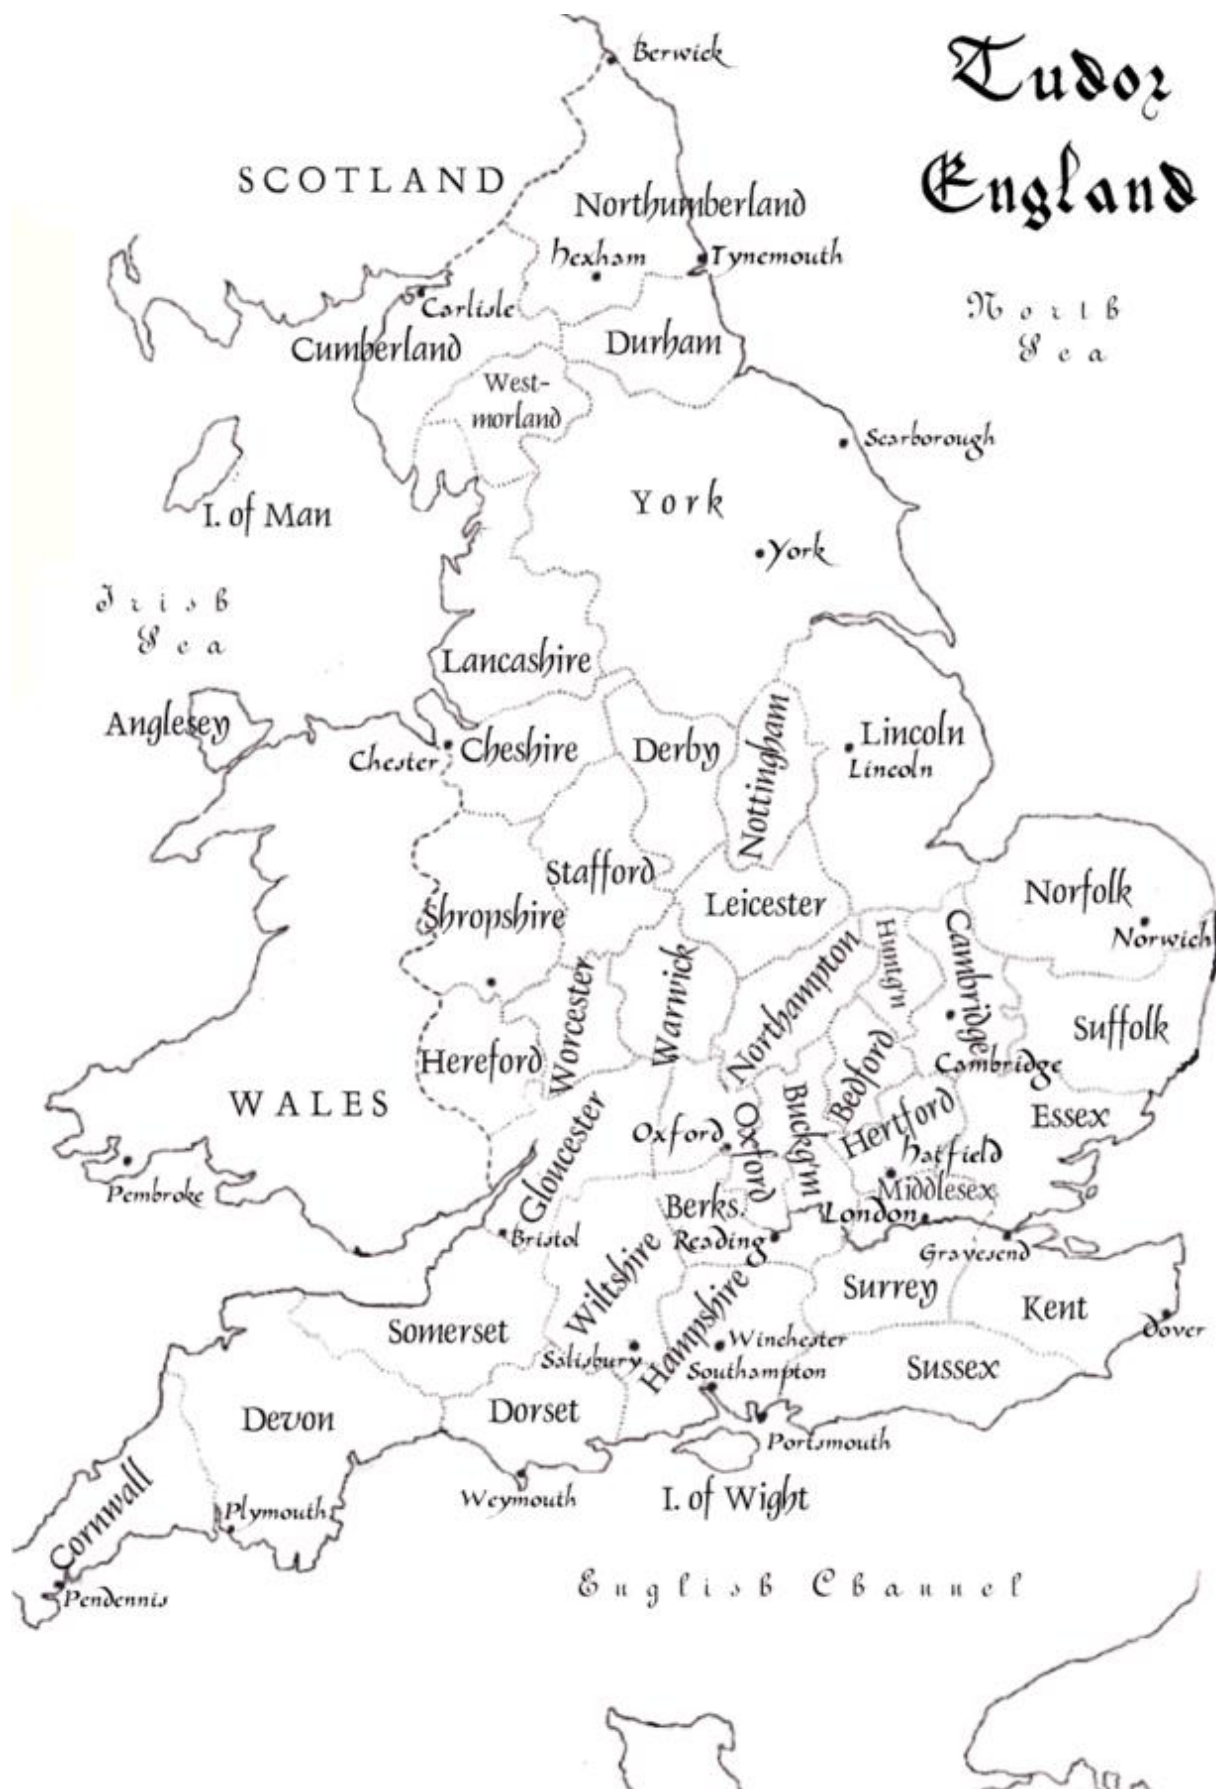 Berwick
Tudor
England
SCOTLAND
Northumberland
Hexham
Tynemouth
North
Sea
Carlisle
Cumberland
Durham
West-
morland
Scarborough
York
I. of Man
York
Irish
Sea
Lancashire
Anglesey
Chester
Cheshire
Derby
Nottingham
Lincoln
Lincoln
Stafford
Shropshire
Leicester
Norfolk
Norwich
Huntg'n
Cambridge
Northampton
Warwick
Worcester
Hereford
Suffolk
Cambridge
Bedford
WALES
Essex
Hertford
Buckg'm
Oxford
Oxford
Gloucester
Hatfield
Pembroke
Middlesex
Berks.
London
Bristol
Reading
Gravesend
Wiltshire
Surrey
Kent
Hampshire
Somerset
Winchester
Dover
Salisbury
Southampton
Sussex
Devon
Dorset
Portsmouth
Cornwall
Plymouth
Weymouth
I. of Wight
English Channel
Pendennis